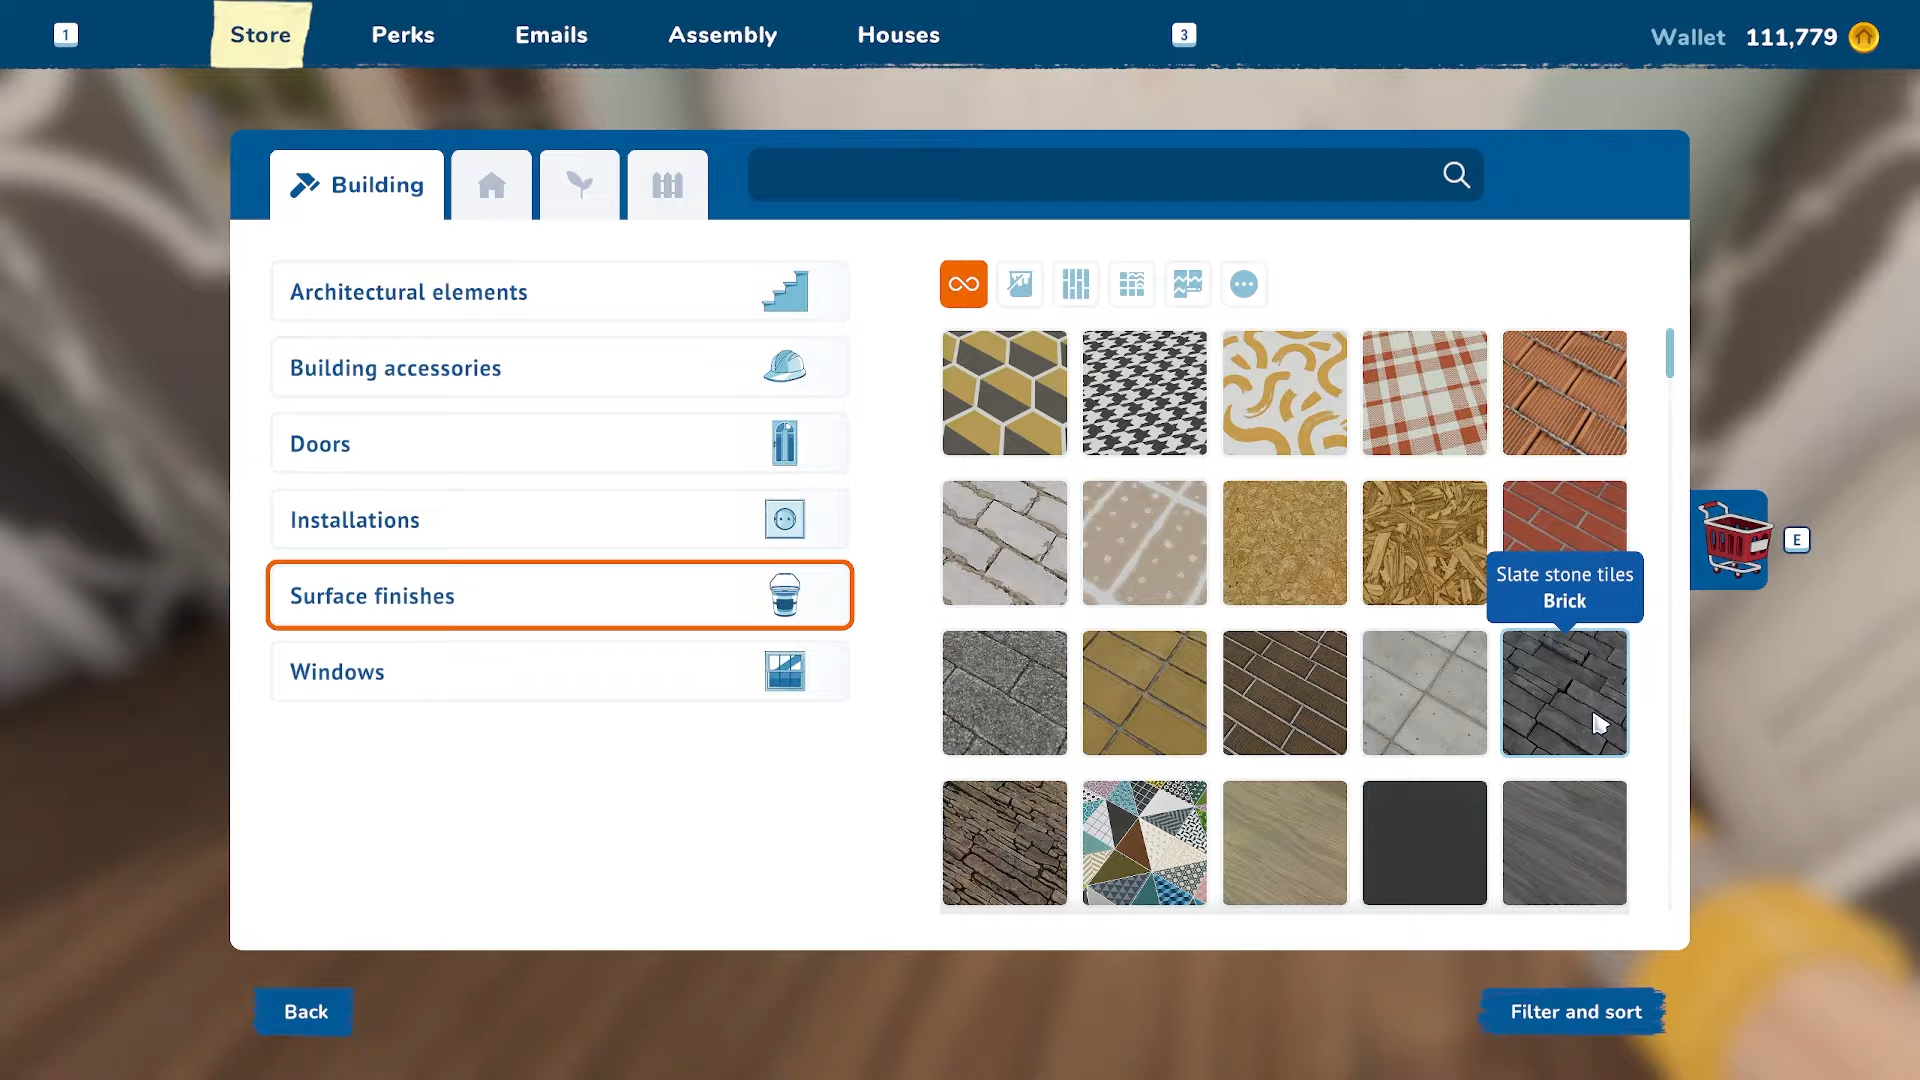 1
Store
Perks
Emails
Assembly
Houses
3
Wallet 111,779
Building
Architectural elements
Building accessories
Doors
Installations
Surface finishes
Windows
Slate stone tiles
Brick
E
Back
Filter and sort